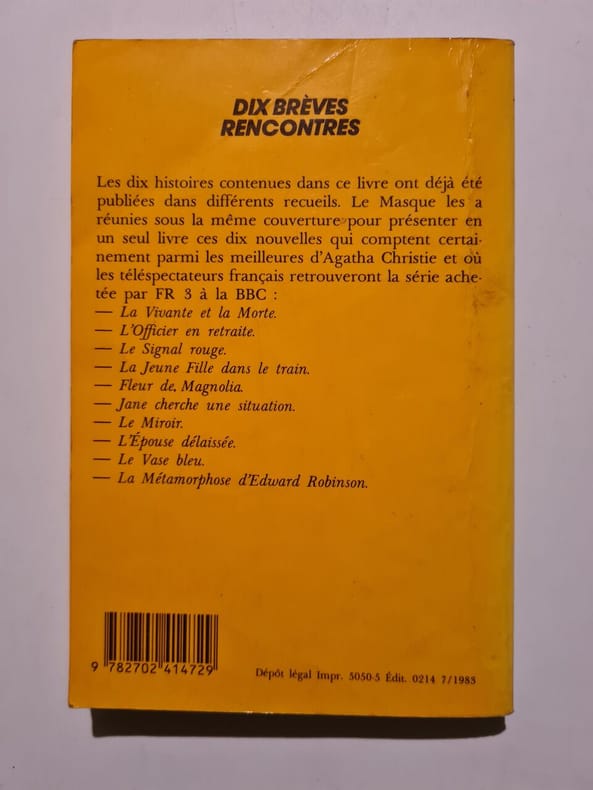 DIX BRÈVES
RENCONTRES
Les dix histoires contenues dans ce livre ont déjà été
publiées dans différents recueils. Le Masque les a
réunies sous la même couverture pour présenter en
un seul livre ces dix nouvelles qui comptent certai-
nement parmi les meilleures d'Agatha Christie et où
les téléspectateurs français retrouveront la série ache-
tée par FR 3 à la BBC :
— La Vivante et la Morte.
— L'Officier en retraite.
— Le Signal rouge.
— La Jeune Fille dans le train.
— Fleur de Magnolia.
— Jane cherche une situation.
— Le Miroir.
— L'Épouse délaissée.
— Le Vase bleu.
— La Métamorphose d'Edward Robinson.
9 782702 414729
Dépôt légal Impr. 5050-5 Édit. 0214 7/1983